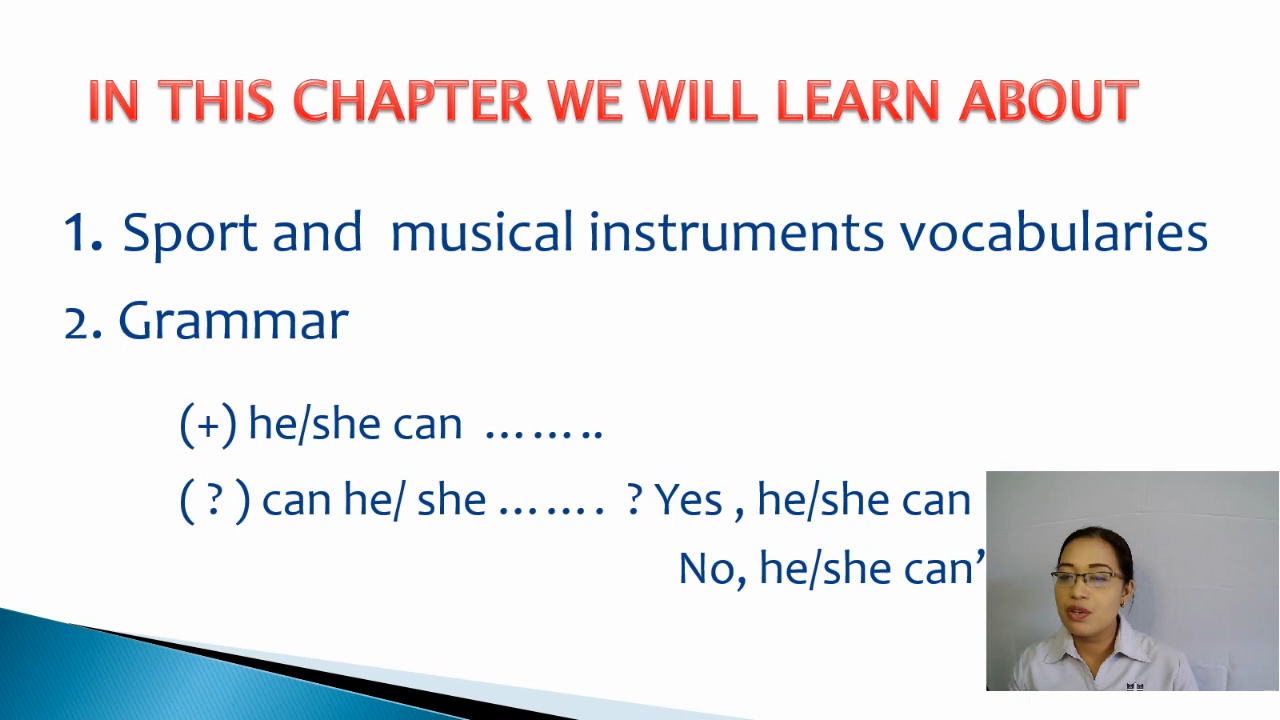 IN THIS CHAPTER WE WILL LEARN ABOUT
1. Sport and musical instruments vocabularies
2. Grammar
(+) he/she can ……..
( ? ) can he/ she ……. ? Yes , he/she can
No, he/she can’